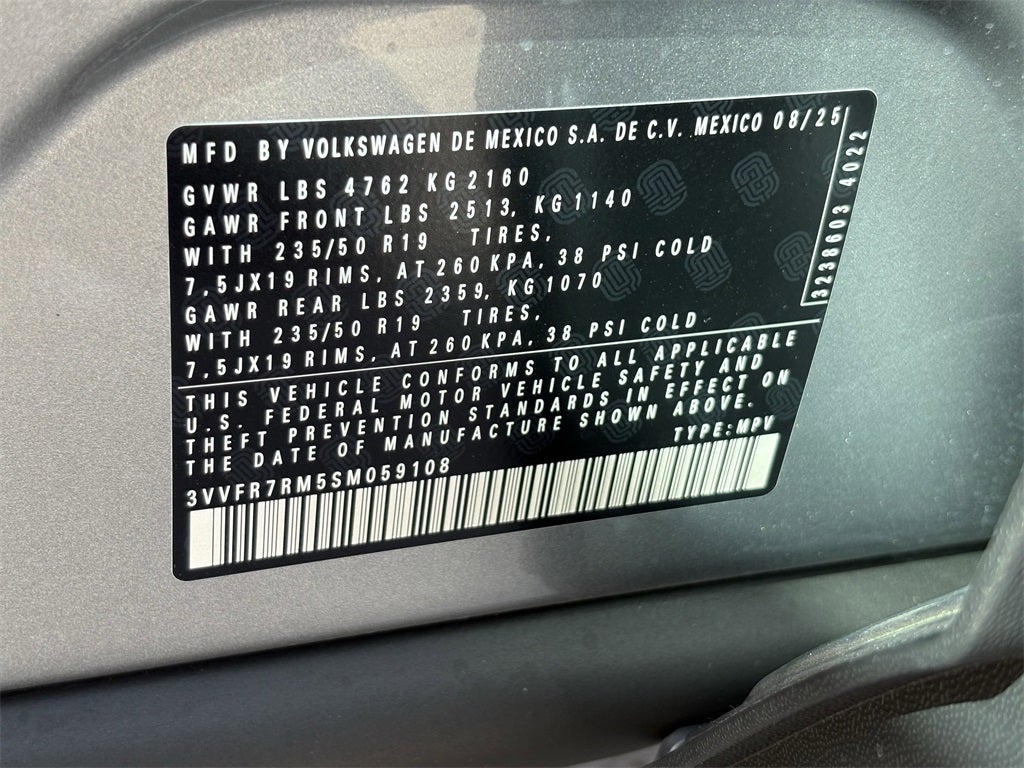 MFD BY VOLKSWAGEN DE MEXICO S.A. DE C.V. MEXICO 08/25
GVWR LBS 4762 KG 2160
GAWR FRONT LBS 2513, KG 1140
WITH 235/50 R19 TIRES,
7,5JX19 RIMS, AT 260 KPA, 38 PSI COLD
GAWR REAR LBS 2359, KG 1070
WITH 235/50 R19 TIRES,
7,5JX19 RIMS, AT 260 KPA, 38 PSI COLD
3238603 4022
THIS VEHICLE CONFORMS TO ALL APPLICABLE
U.S. FEDERAL MOTOR VEHICLE SAFETY AND
THEFT PREVENTION STANDARDS IN EFFECT ON
THE DATE OF MANUFACTURE SHOWN ABOVE.
TYPE:MPV
3VVFR7RM5SM059108